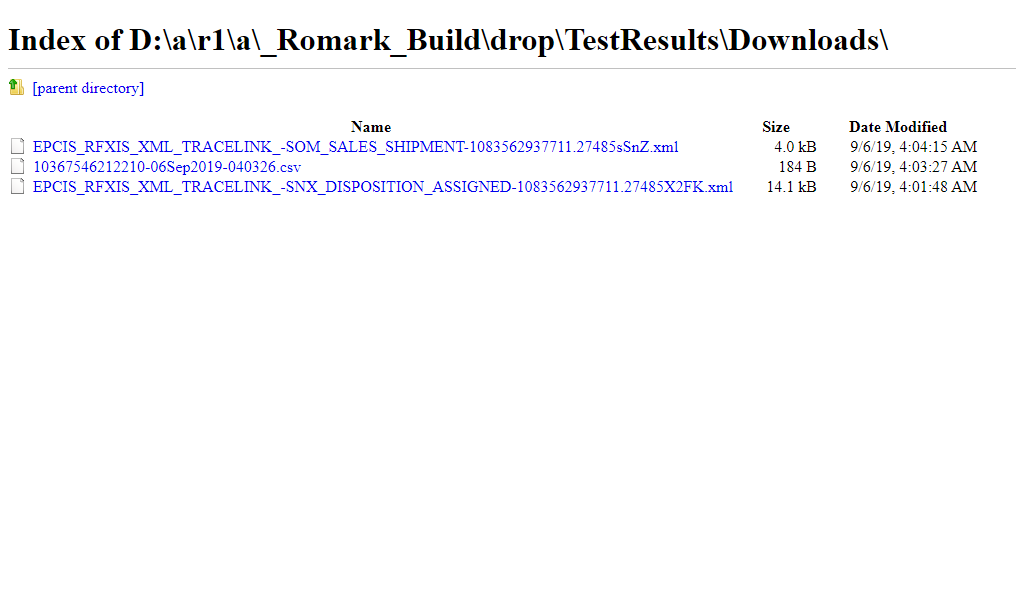 Index of D:\a\r1\a\_Romark_Build\drop\TestResults\Downloads\
[parent directory]
Name Size Date Modified
EPCIS_RFXIS_XML_TRACELINK_-SOM_SALES_SHIPMENT-1083562937711.27485sSnZ.xml 4.0 kB 9/6/19, 4:04:15 AM
10367546212210-06Sep2019-040326.csv 184 B 9/6/19, 4:03:27 AM
EPCIS_RFXIS_XML_TRACELINK_-SNX_DISPOSITION_ASSIGNED-1083562937711.27485X2FK.xml 14.1 kB 9/6/19, 4:01:48 AM